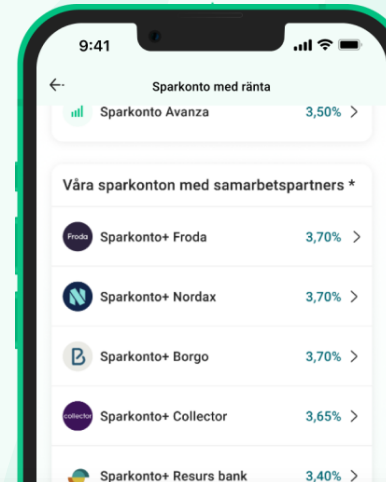 9:41
Sparkonto med ränta
Sparkonto Avanza 3,50%
Våra sparkonton med samarbetspartners *
Froda Sparkonto+ Froda 3,70%
Sparkonto+ Nordax 3,70%
Sparkonto+ Borgo 3,70%
collector Sparkonto+ Collector 3,65%
Sparkonto+ Resurs bank 3,40%